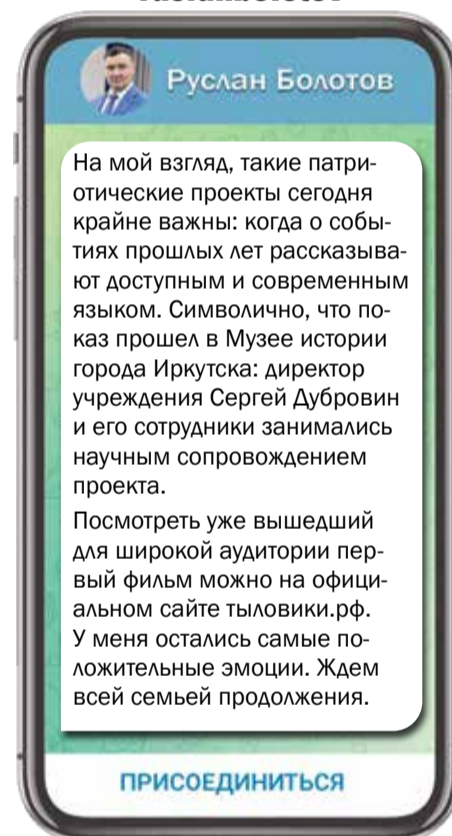 Руслан Болотов
На мой взгляд, такие патри-
отические проекты сегодня
крайне важны: когда о собы-
тиях прошлых лет рассказыва-
ют доступным и современным
языком. Символично, что по-
каз прошел в Музее истории
города Иркутска: директор
учреждения Сергей Дубровин
и его сотрудники занимались
научным сопровождением
проекта.
Посмотреть уже вышедший
для широкой аудитории пер-
вый фильм можно на офици-
альном сайте тыловики.рф.
У меня остались самые по-
ложительные эмоции. Ждем
всей семьей продолжения.
ПРИСОЕДИНИТЬСЯ